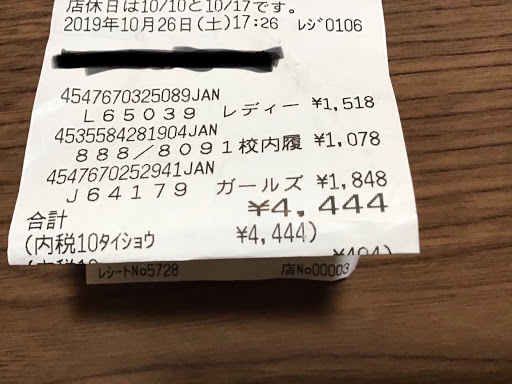 店休日は10/10と10/17です。
2019年10月26日(土)17:26 ﾚｼﾞ0106
4547670325089JAN
Ｌ６５０３９ レディー ¥1,518
4535584281904JAN
８８８／８０９１校内履 ¥1,078
4547670252941JAN
Ｊ６４１７９ ガールズ ¥1,848
合計 ¥4,444
(内税10ﾀｲｼｮｳ ¥4,444)
ﾚｼｰﾄNo5728 店No00003